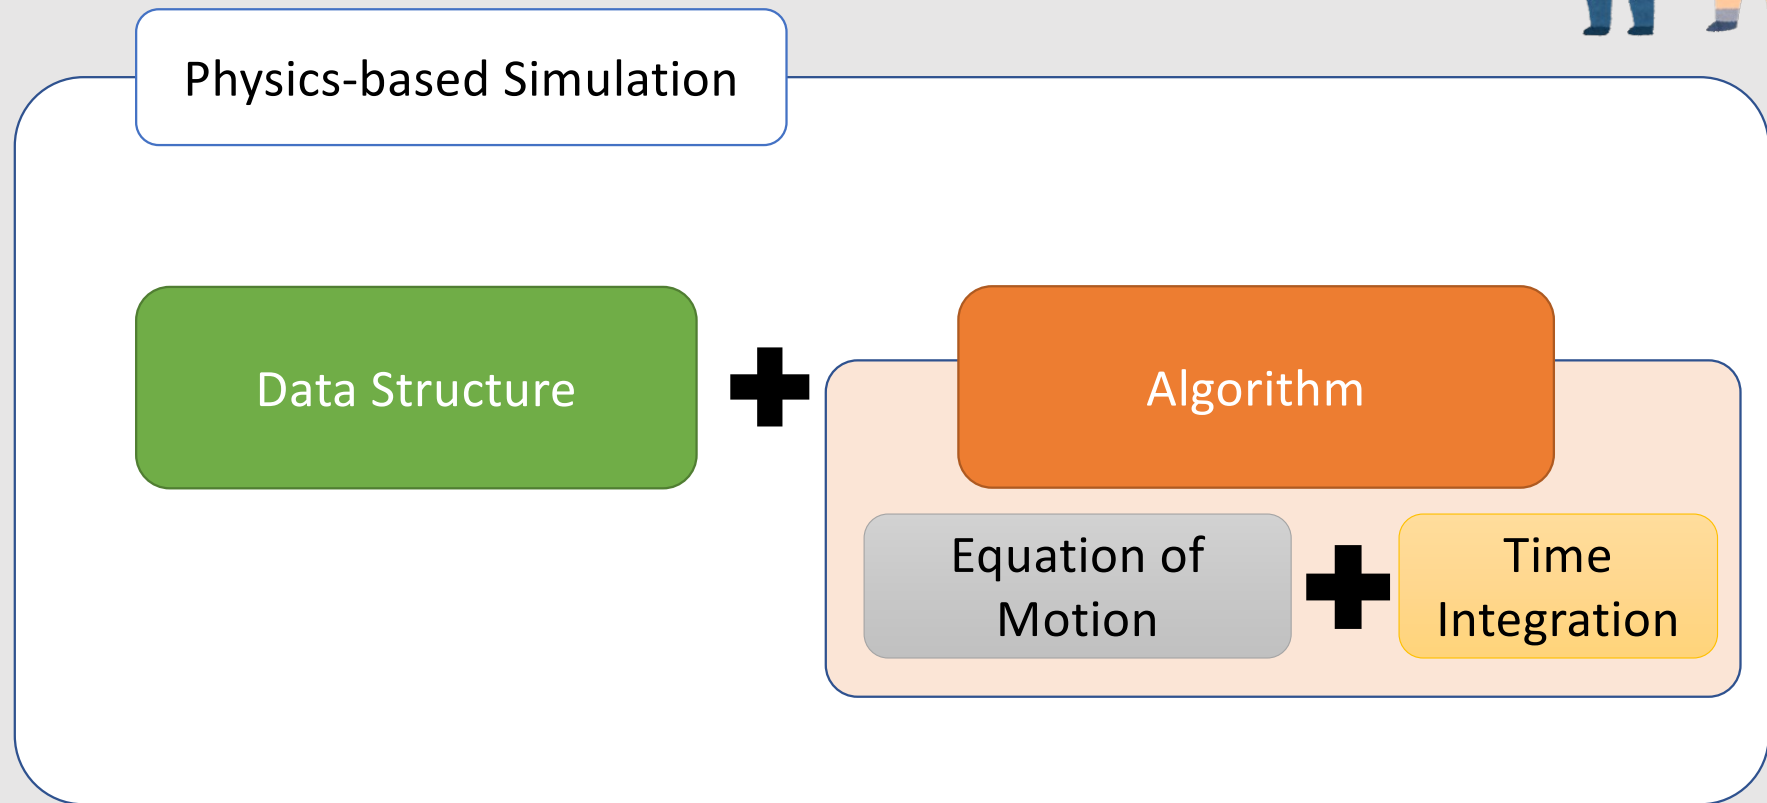 Physics-based Simulation
Data Structure
Algorithm
Equation of
Motion
Time
Integration